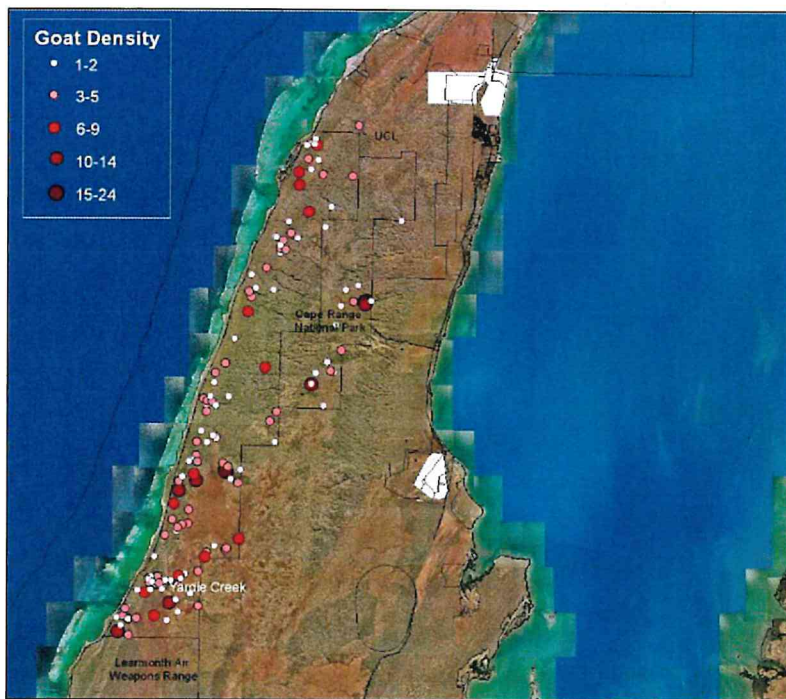 Goat Density
1-2
3-5
6-9
10-14
15-24
UCL
Cape Range
National Park
Yardie Creek
Learmonth Air
Weapons Range